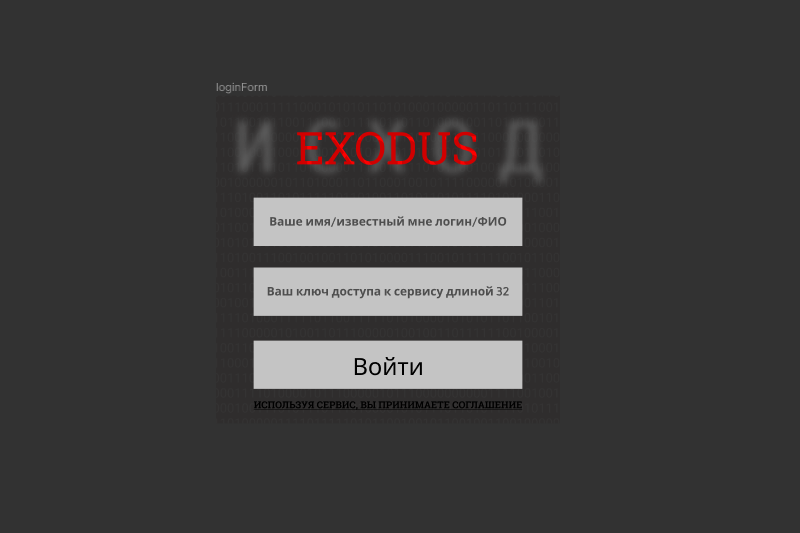 loginForm
ИСХОД
EXODUS
Ваше имя/известный мне логин/ФИО
Ваш ключ доступа к сервису длиной 32
Войти
ИСПОЛЬЗУЯ СЕРВИС, ВЫ ПРИНИМАЕТЕ СОГЛАШЕНИЕ